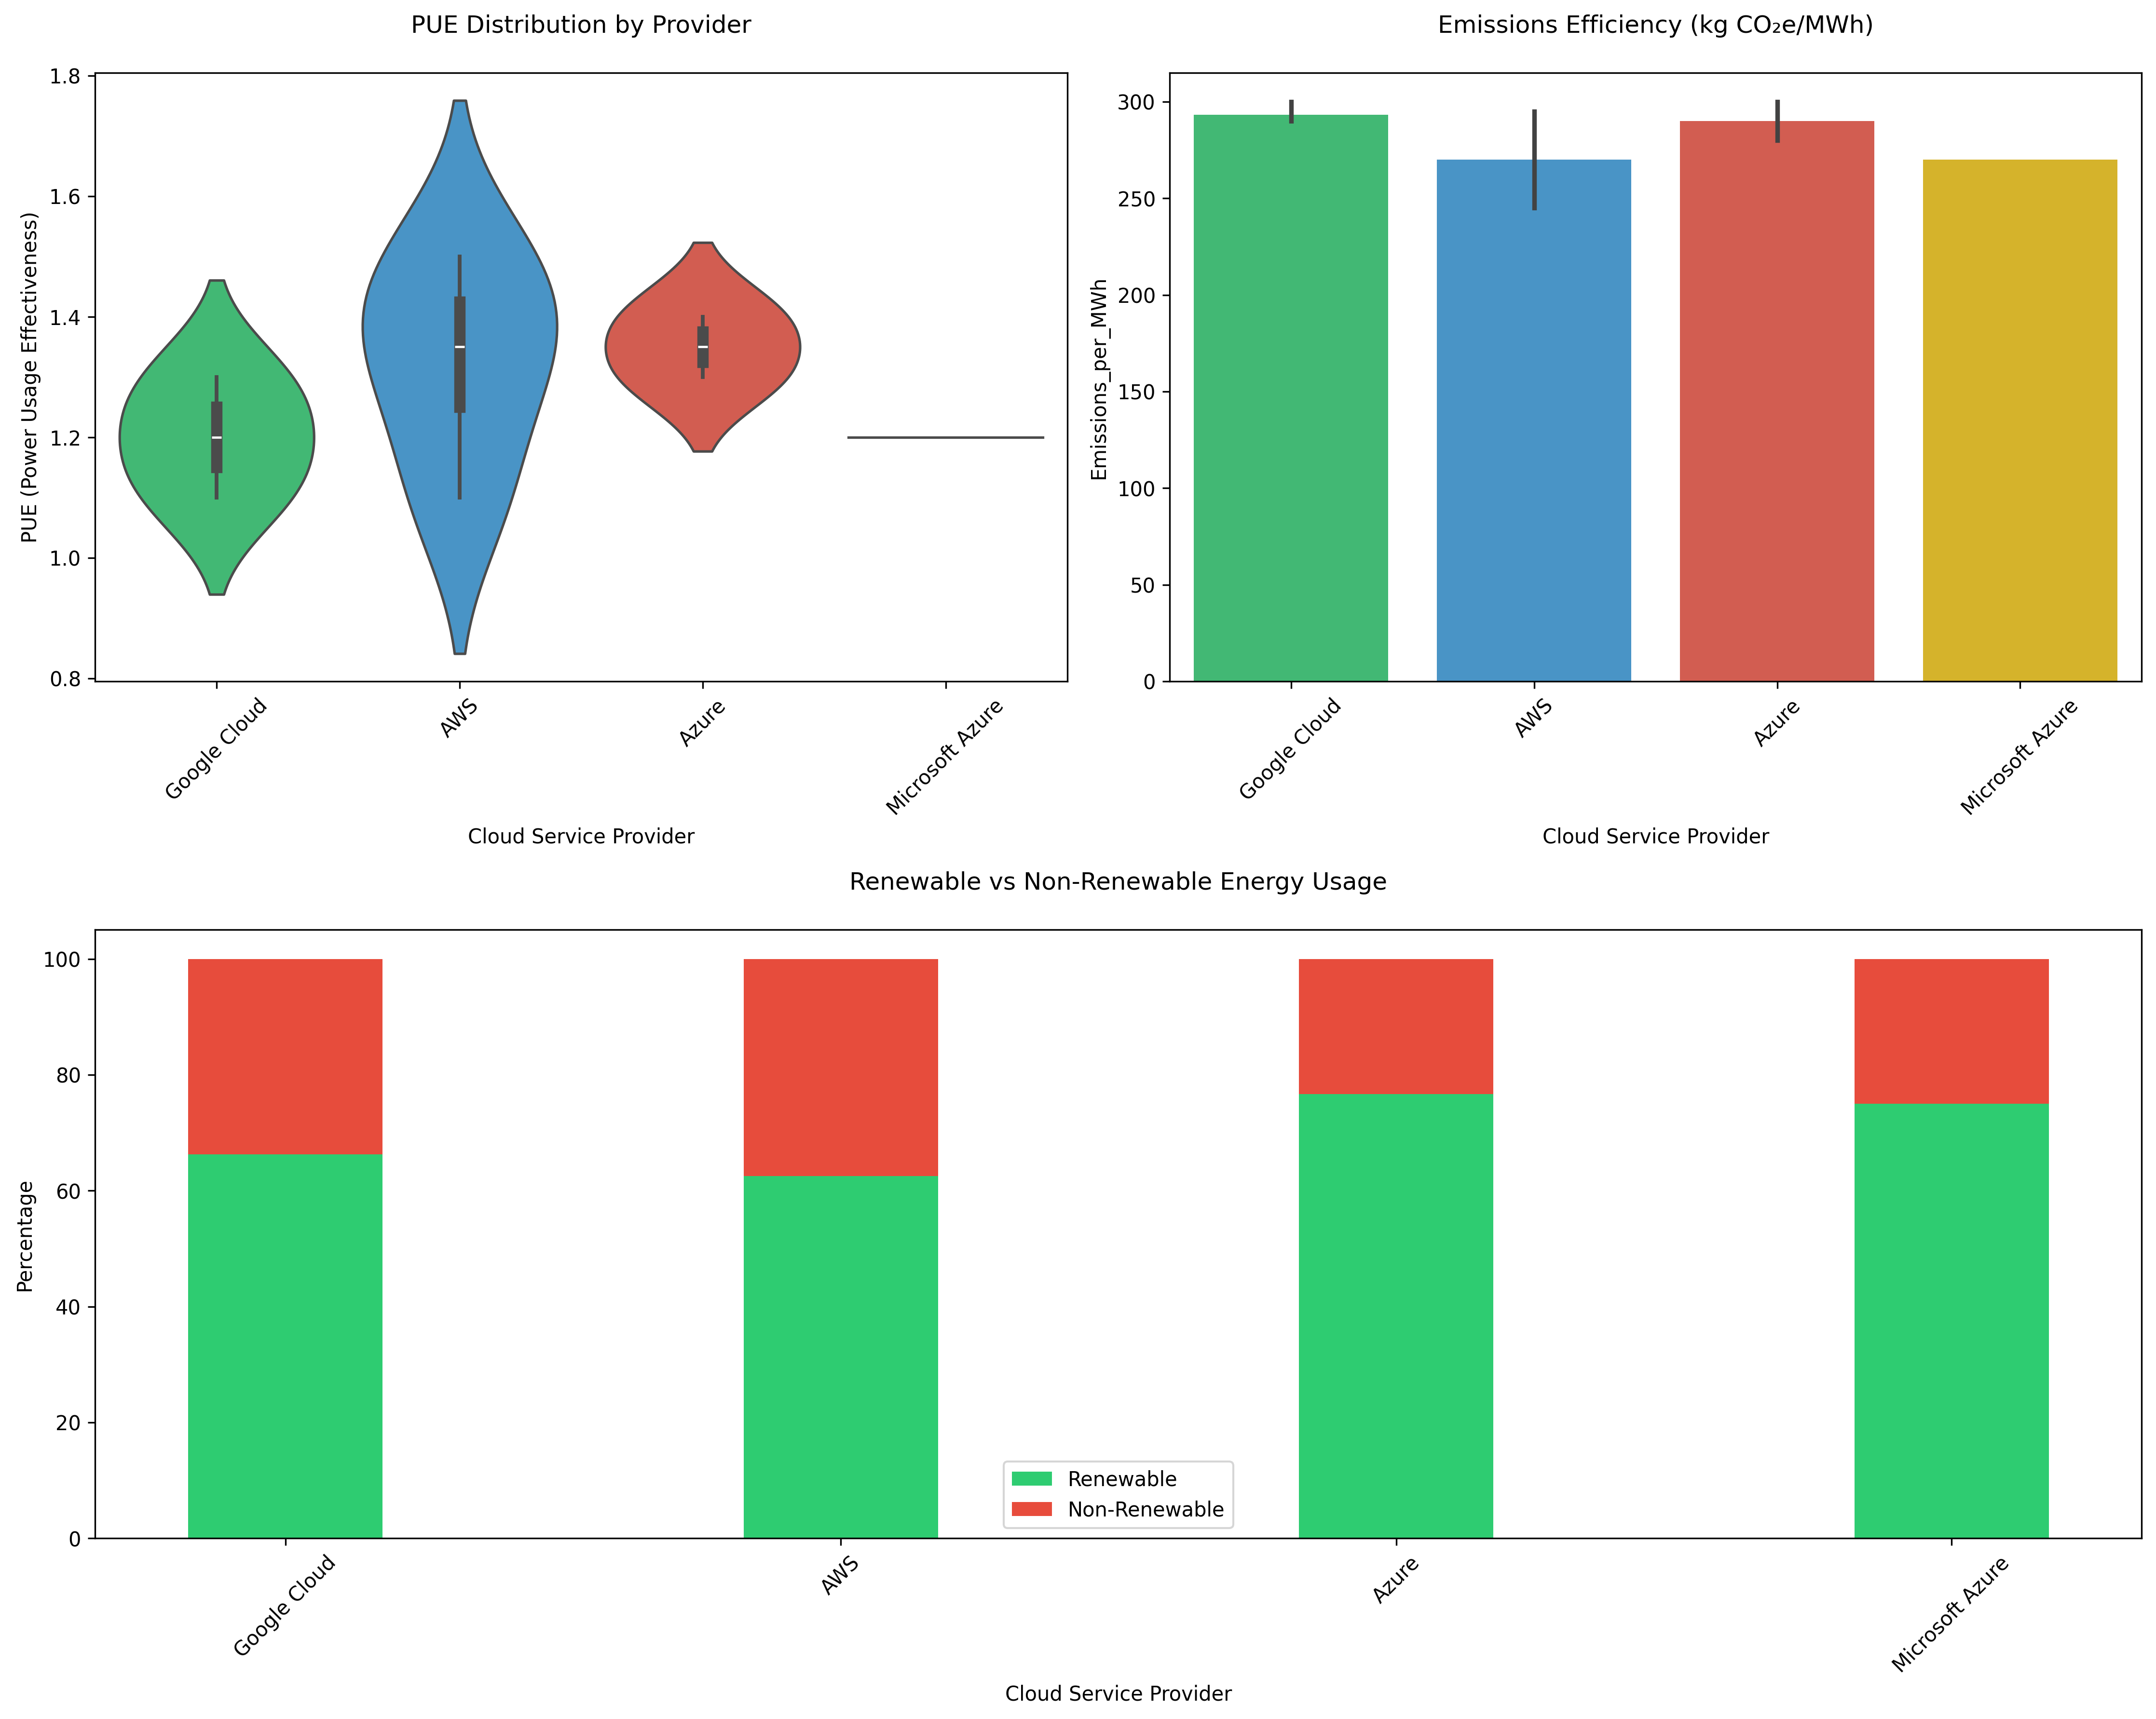 PUE Distribution by Provider
PUE (Power Usage Effectiveness)
1.8
1.6
1.4
1.2
1.0
0.8
Google Cloud
AWS
Azure
Microsoft Azure
Cloud Service Provider
Emissions Efficiency (kg CO₂e/MWh)
Emissions_per_MWh
300
250
200
150
100
50
0
Google Cloud
AWS
Azure
Microsoft Azure
Cloud Service Provider
Renewable vs Non-Renewable Energy Usage
Percentage
100
80
60
40
20
0
Renewable
Non-Renewable
Google Cloud
AWS
Azure
Microsoft Azure
Cloud Service Provider